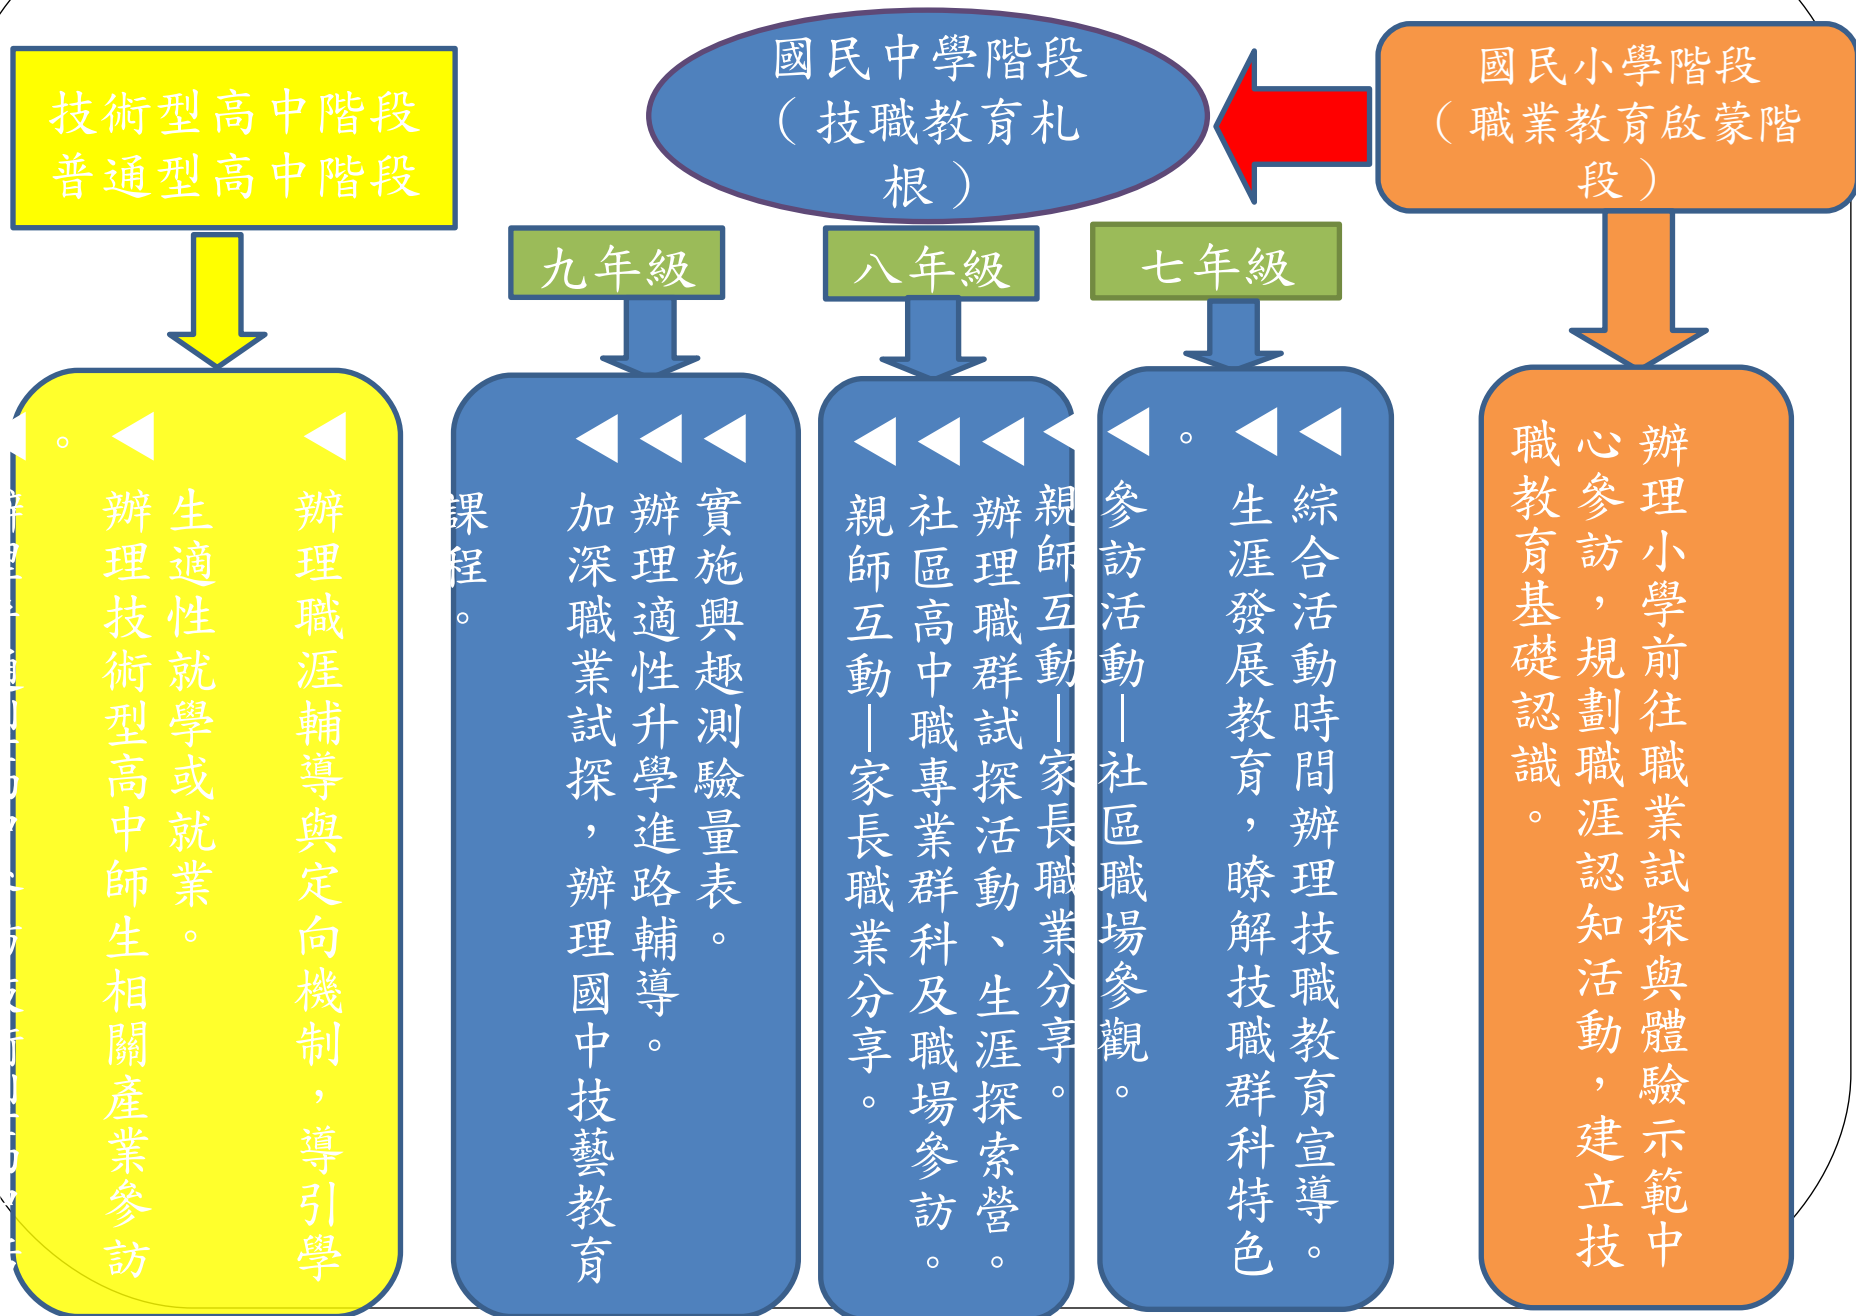 國民小學階段
（職業教育啟蒙階
段）
辦理小學前往職業試探與體驗示範中
心參訪，規劃職涯認知活動，建立技
職教育基礎認識。
國民中學階段
（技職教育札
根）
七年級
◀綜合活動時間辦理技職教育宣導。
◀生涯發展教育，瞭解技職群科特色
。
◀參訪活動—社區職場參觀。
◀親師互動—家長職業分享。
八年級
◀辦理職群試探活動、生涯探索營。
◀社區高中職專業群科及職場參訪。
◀親師互動—家長職業分享。
九年級
◀實施興趣測驗量表。
◀辦理適性升學進路輔導。
◀加深職業試探，辦理國中技藝教育
課程。
技術型高中階段
普通型高中階段
◀辦理職涯輔導與定向機制，導引學
生適性就學或就業。
◀辦理技術型高中師生相關產業參訪
。